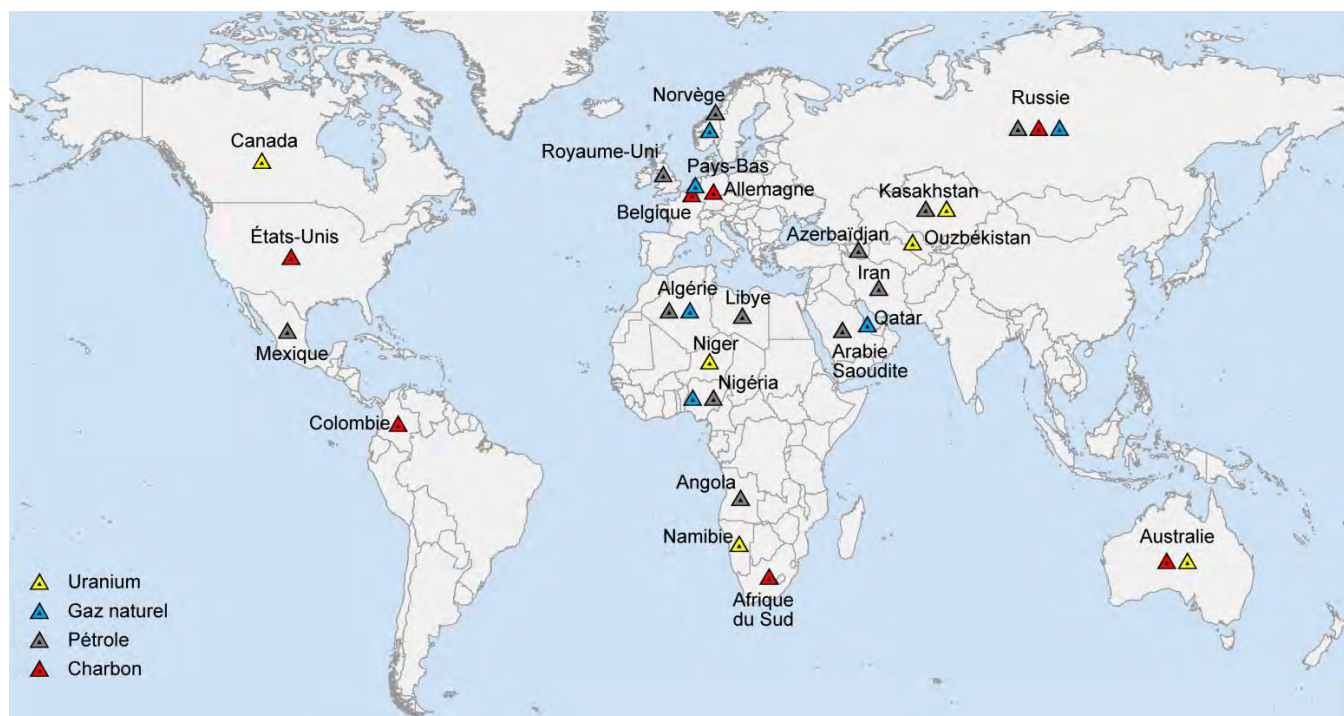 Norvège
Russie
Canada
Royaume-Uni
Pays-Bas
Allemagne
Kasakhstan
Belgique
États-Unis
Azerbaïdjan
Ouzbékistan
Iran
Algérie
Libye
Qatar
Niger
Mexique
Arabie
Saoudite
Nigéria
Colombie
Angola
Namibie
Australie
Afrique
du Sud
Uranium
Gaz naturel
Pétrole
Charbon